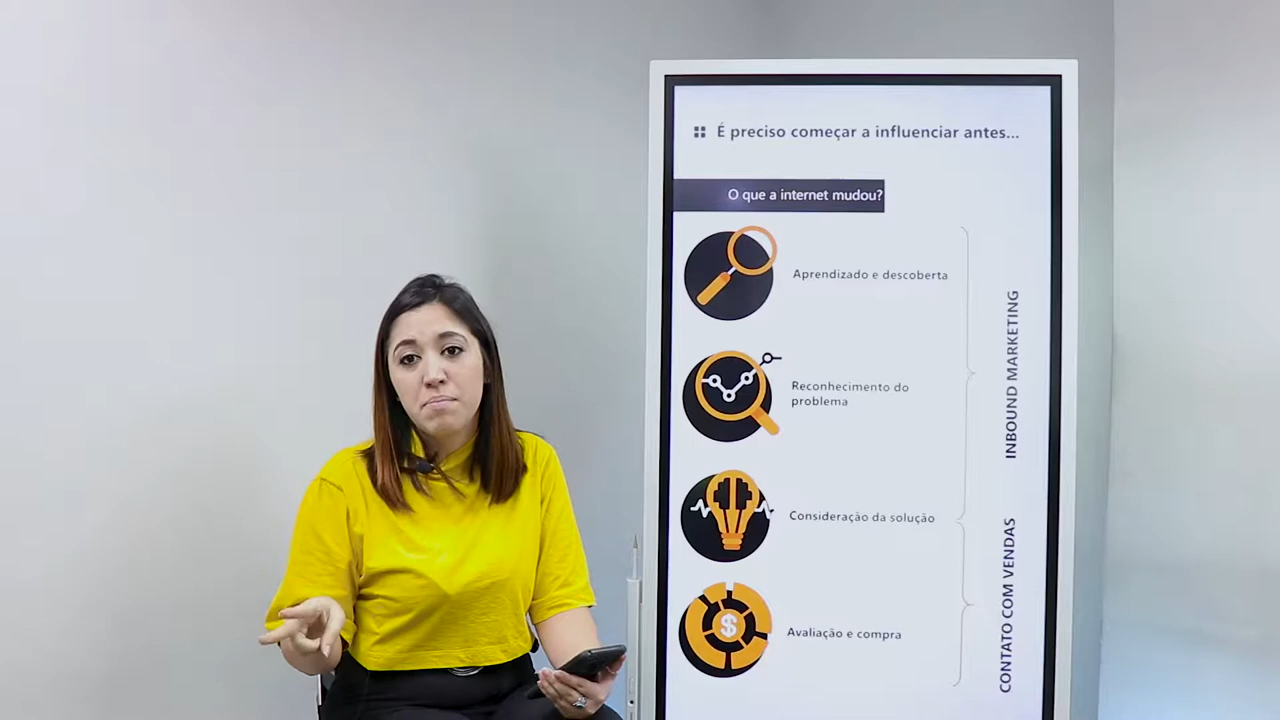 É preciso começar a influenciar antes...
O que a internet mudou?
Aprendizado e descoberta
Reconhecimento do
problema
Consideração da solução
Avaliação e compra
INBOUND MARKETING
CONTATO COM VENDAS
$